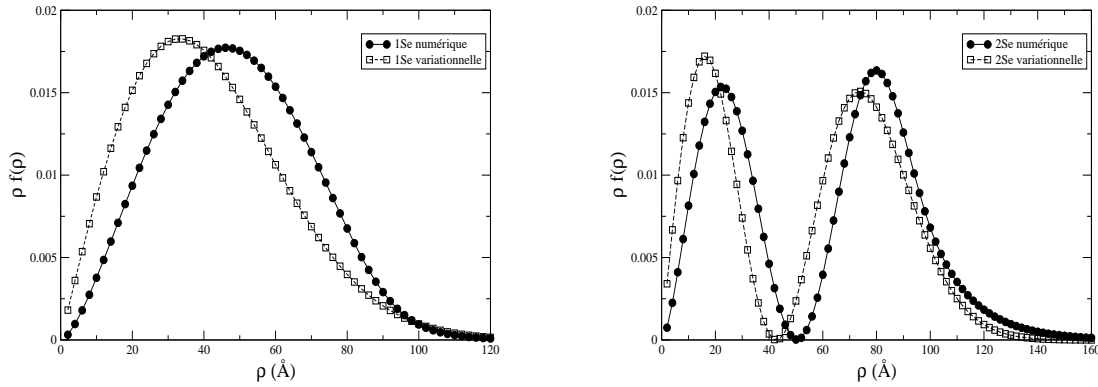 0.02
0.015
0.01
0.005
0
ρ f(ρ)
1Se numérique
1Se variationnelle
0 20 40 60 80 100 120
ρ (Å)
0.02
0.015
0.01
0.005
0
ρ f(ρ)
2Se numérique
2Se variationnelle
0 20 40 60 80 100 120 140 160
ρ (Å)